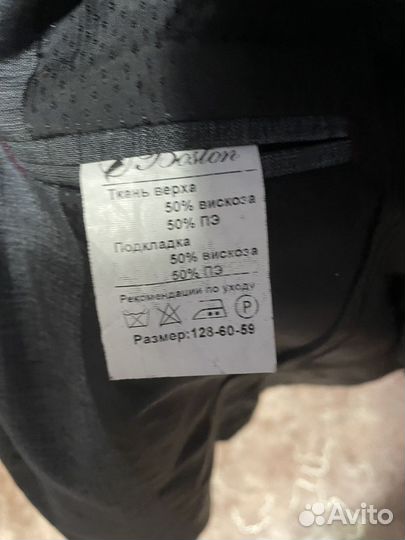 Boston
Ткань верха
50% вискоза
50% ПЭ
Подкладка
50% вискоза
50% ПЭ
Рекомендации по уходу
P
Размер:128-60-59
Avito